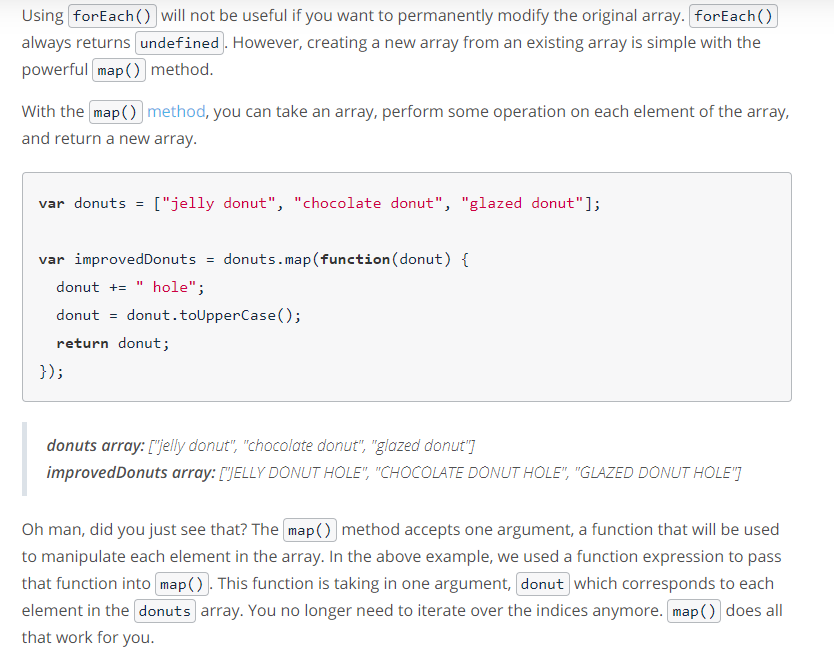 Using forEach() will not be useful if you want to permanently modify the original array. forEach()
always returns undefined. However, creating a new array from an existing array is simple with the
powerful map() method.
With the map() method, you can take an array, perform some operation on each element of the array,
and return a new array.
var donuts = ["jelly donut", "chocolate donut", "glazed donut"];
var improvedDonuts = donuts.map(function(donut) {
  donut += " hole";
  donut = donut.toUpperCase();
  return donut;
});
donuts array: ["jelly donut", "chocolate donut", "glazed donut"]
improvedDonuts array: ["JELLY DONUT HOLE", "CHOCOLATE DONUT HOLE", "GLAZED DONUT HOLE"]
Oh man, did you just see that? The map() method accepts one argument, a function that will be used
to manipulate each element in the array. In the above example, we used a function expression to pass
that function into map(). This function is taking in one argument, donut which corresponds to each
element in the donuts array. You no longer need to iterate over the indices anymore. map() does all
that work for you.